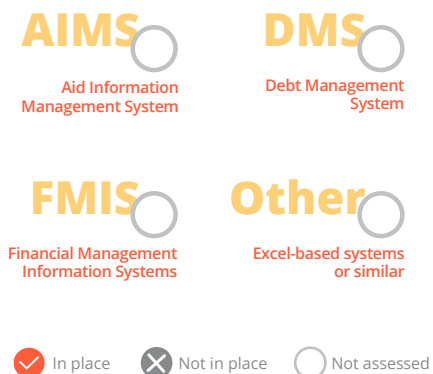 AIMS
Aid Information
Management System
DMS
Debt Management
System
FMIS
Financial Management
Information Systems
Other
Excel-based systems
or similar
In place
Not in place
Not assessed